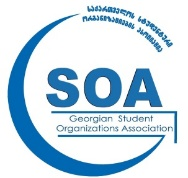 საქართველოს სტუდენტური
ორგანიზაციების ასოციაცია
SOA
Georgian Student
Organizations Association